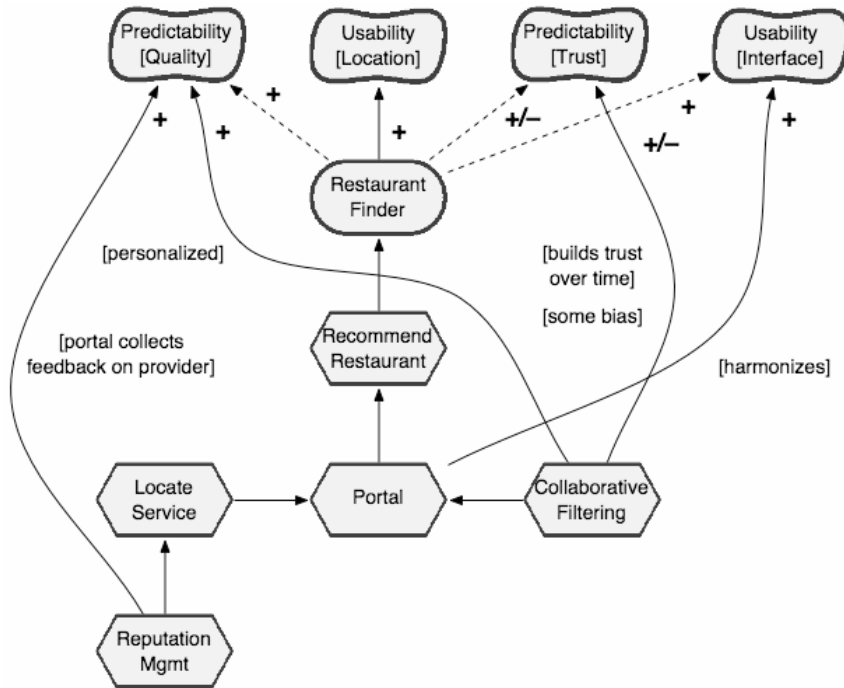 Predictability
[Quality]
Usability
[Location]
Predictability
[Trust]
Usability
[Interface]
+
+
+
+
+/–
+/–
+
+
Restaurant
Finder
[personalized]
[builds trust
over time]
[some bias]
[portal collects
feedback on provider]
Recommend
Restaurant
[harmonizes]
Locate
Service
Portal
Collaborative
Filtering
Reputation
Mgmt